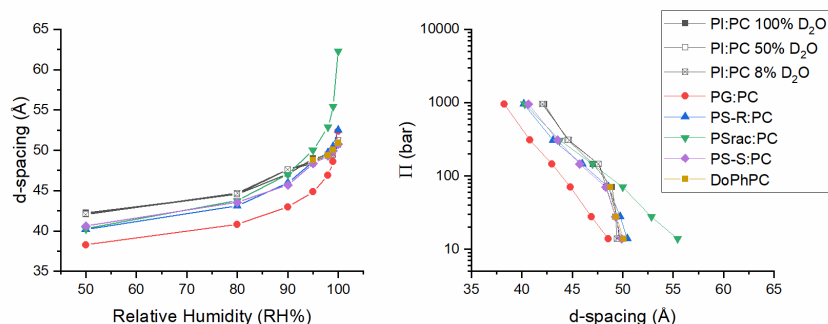 65
60
55
50
45
40
35
d-spacing (Å)
50 60 70 80 90 100
Relative Humidity (RH%)
10000
1000
100
10
Π (bar)
35 40 45 50 55 60 65
d-spacing (Å)
PI:PC 100% D₂O
PI:PC 50% D₂O
PI:PC 8% D₂O
PG:PC
PS-R:PC
PSrac:PC
PS-S:PC
DoPhPC